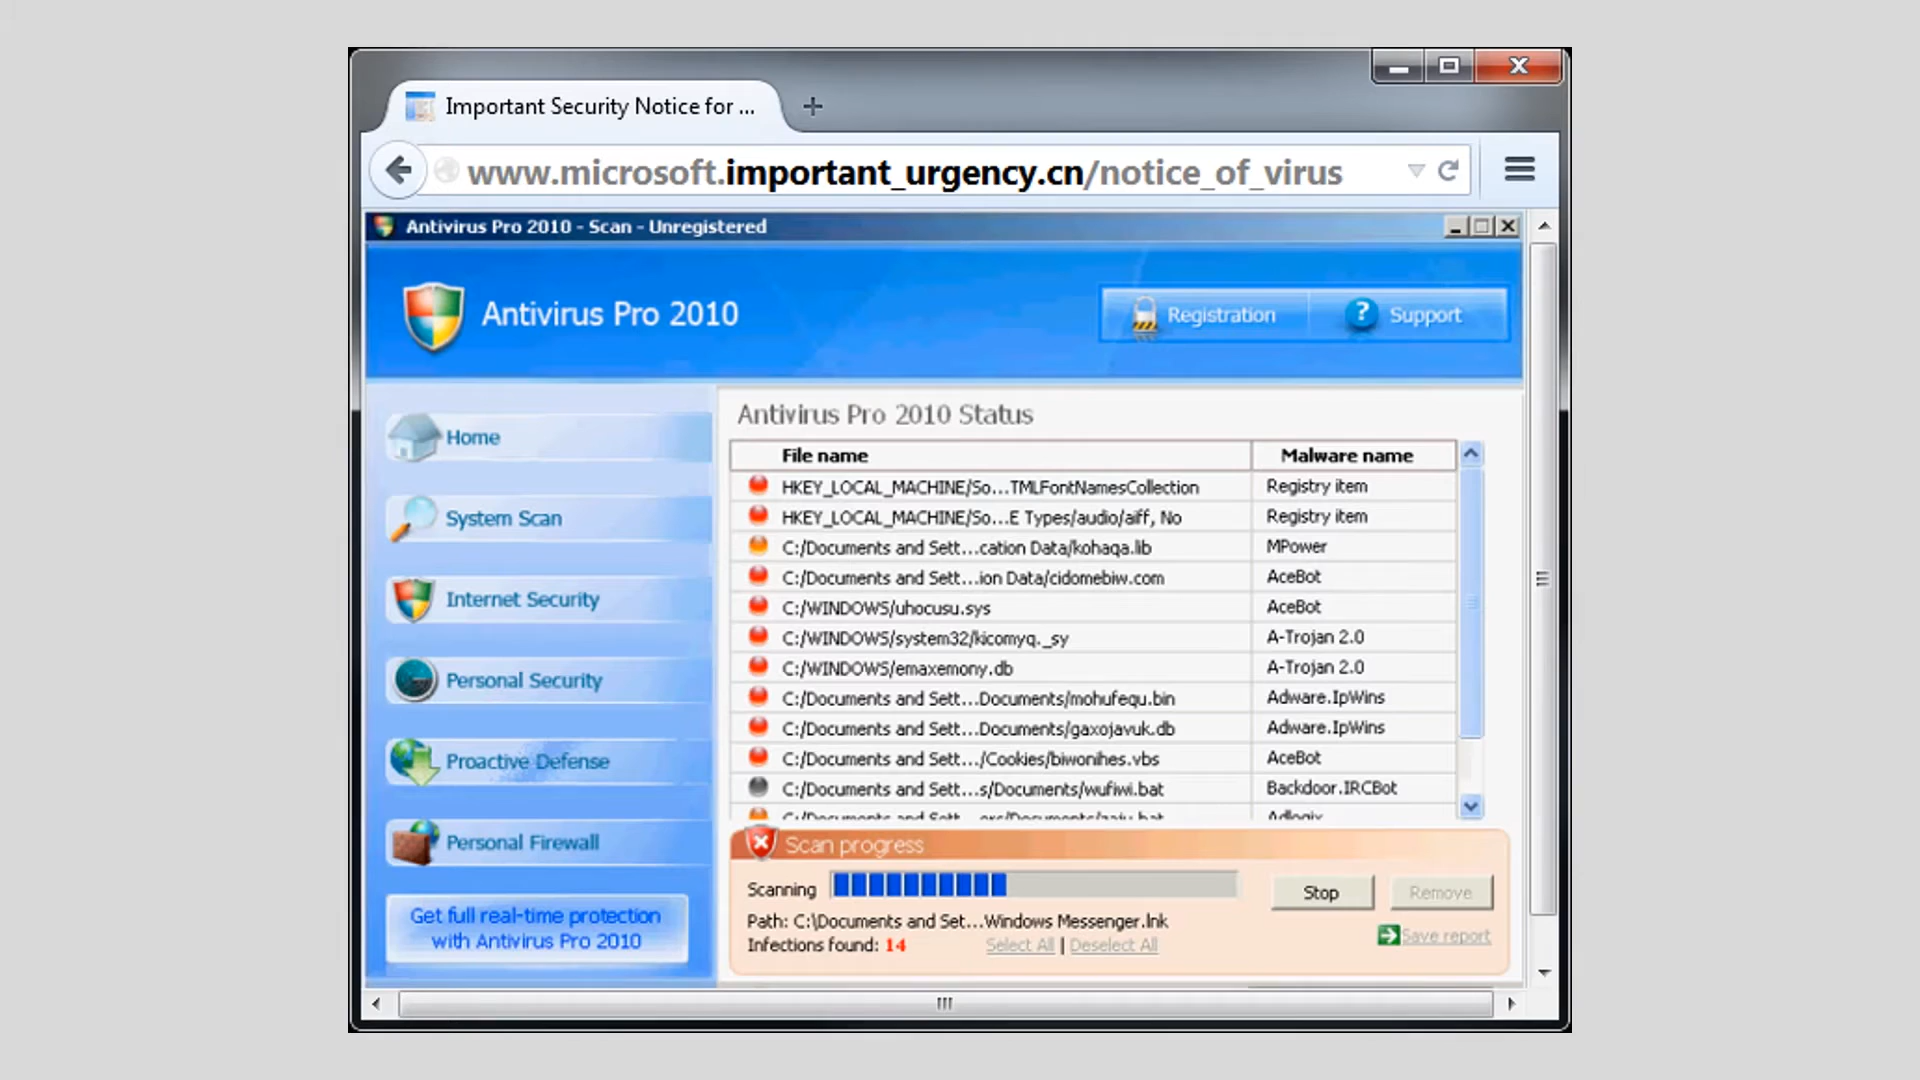 Important Security Notice for ...
www.microsoft.important_urgency.cn/notice_of_virus
Antivirus Pro 2010 - Scan - Unregistered
Antivirus Pro 2010
Registration
Support
Home
System Scan
Internet Security
Personal Security
Proactive Defense
Personal Firewall
Get full real-time protection
with Antivirus Pro 2010
Antivirus Pro 2010 Status
File name Malware name
HKEY_LOCAL_MACHINE/So...TMLFontNamesCollection Registry item
HKEY_LOCAL_MACHINE/So...E Types/audio/aiff, No Registry item
C:/Documents and Sett...cation Data/kohaqa.lib MPower
C:/Documents and Sett...ion Data/cidomebiw.com AceBot
C:/WINDOWS/uhocusu.sys AceBot
C:/WINDOWS/system32/kicomyq._sy A-Trojan 2.0
C:/WINDOWS/emaxemony.db A-Trojan 2.0
C:/Documents and Sett...Documents/mohufequ.bin Adware.IpWins
C:/Documents and Sett...Documents/gaxojavuk.db Adware.IpWins
C:/Documents and Sett.../Cookies/biwonihes.vbs AceBot
C:/Documents and Sett...s/Documents/wufiwi.bat Backdoor.IRCBot
Scan progress
Scanning
Stop
Remove
Path: C:\Documents and Set...Windows Messenger.lnk
Infections found: 14
Select All | Deselect All
Save report